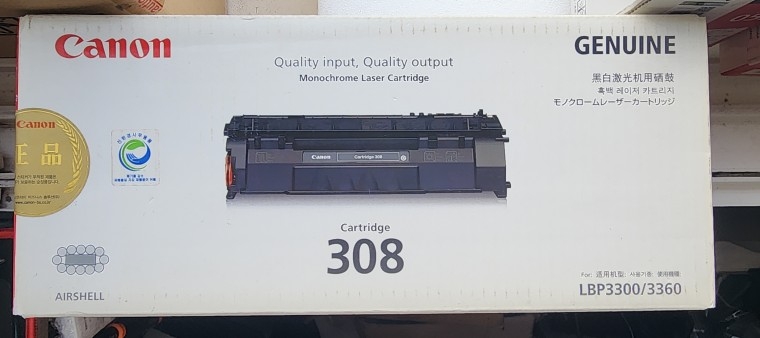 Canon
Quality input, Quality output
Monochrome Laser Cartridge
GENUINE
黑白激光机用硒鼓
흑백 레이저 카트리지
モノクロームレーザーカートリッジ
Canon
正品
Canon
Cartridge 308
Cartridge
308
AIRSHELL
For: 适用机型: 사용기종: 使用機種:
LBP3300/3360